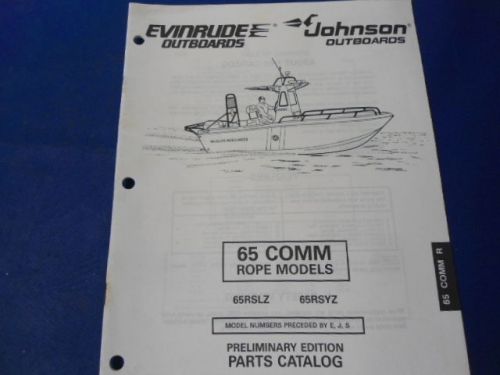 EVINRUDE
OUTBOARDS
Johnson
OUTBOARDS
65 COMM
ROPE MODELS
65RSLZ 65RSYZ
MODEL NUMBERS PRECEDED BY E, J, S
PRELIMINARY EDITION
PARTS CATALOG
65 COMM R